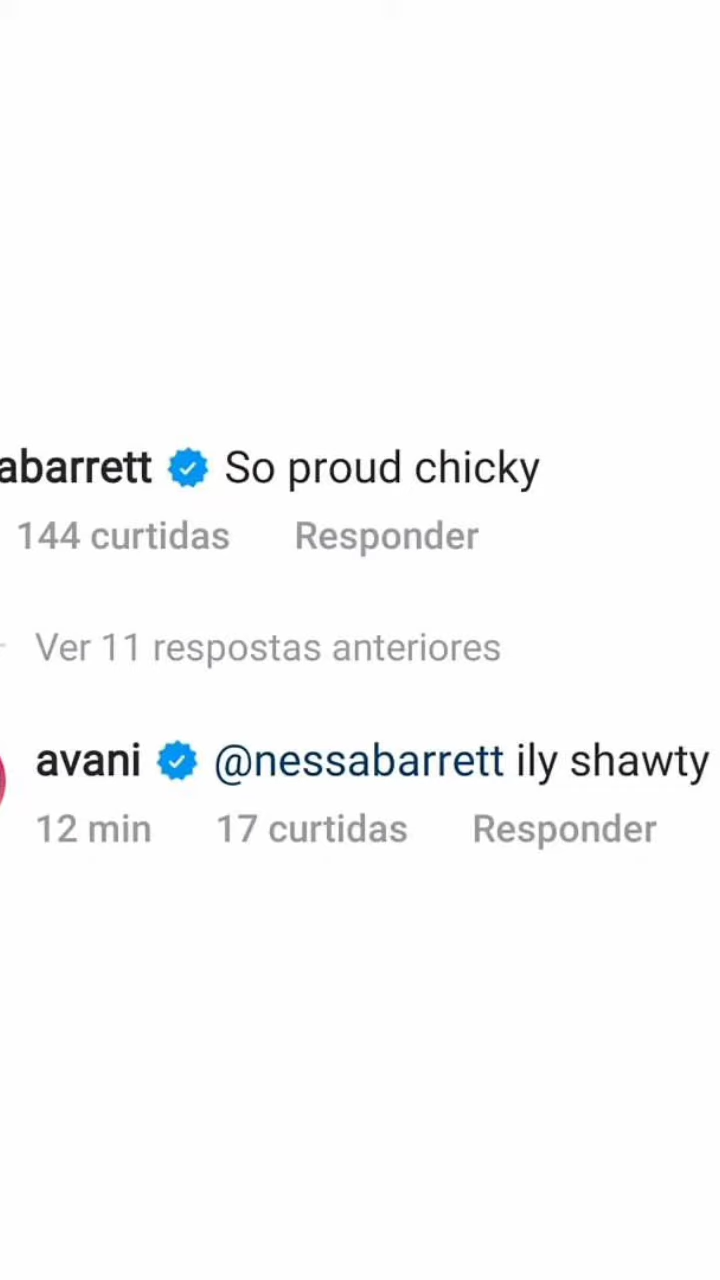 abarrett So proud chicky
144 curtidas Responder
Ver 11 respostas anteriores
avani @nessabarrett ily shawty
12 min 17 curtidas Responder